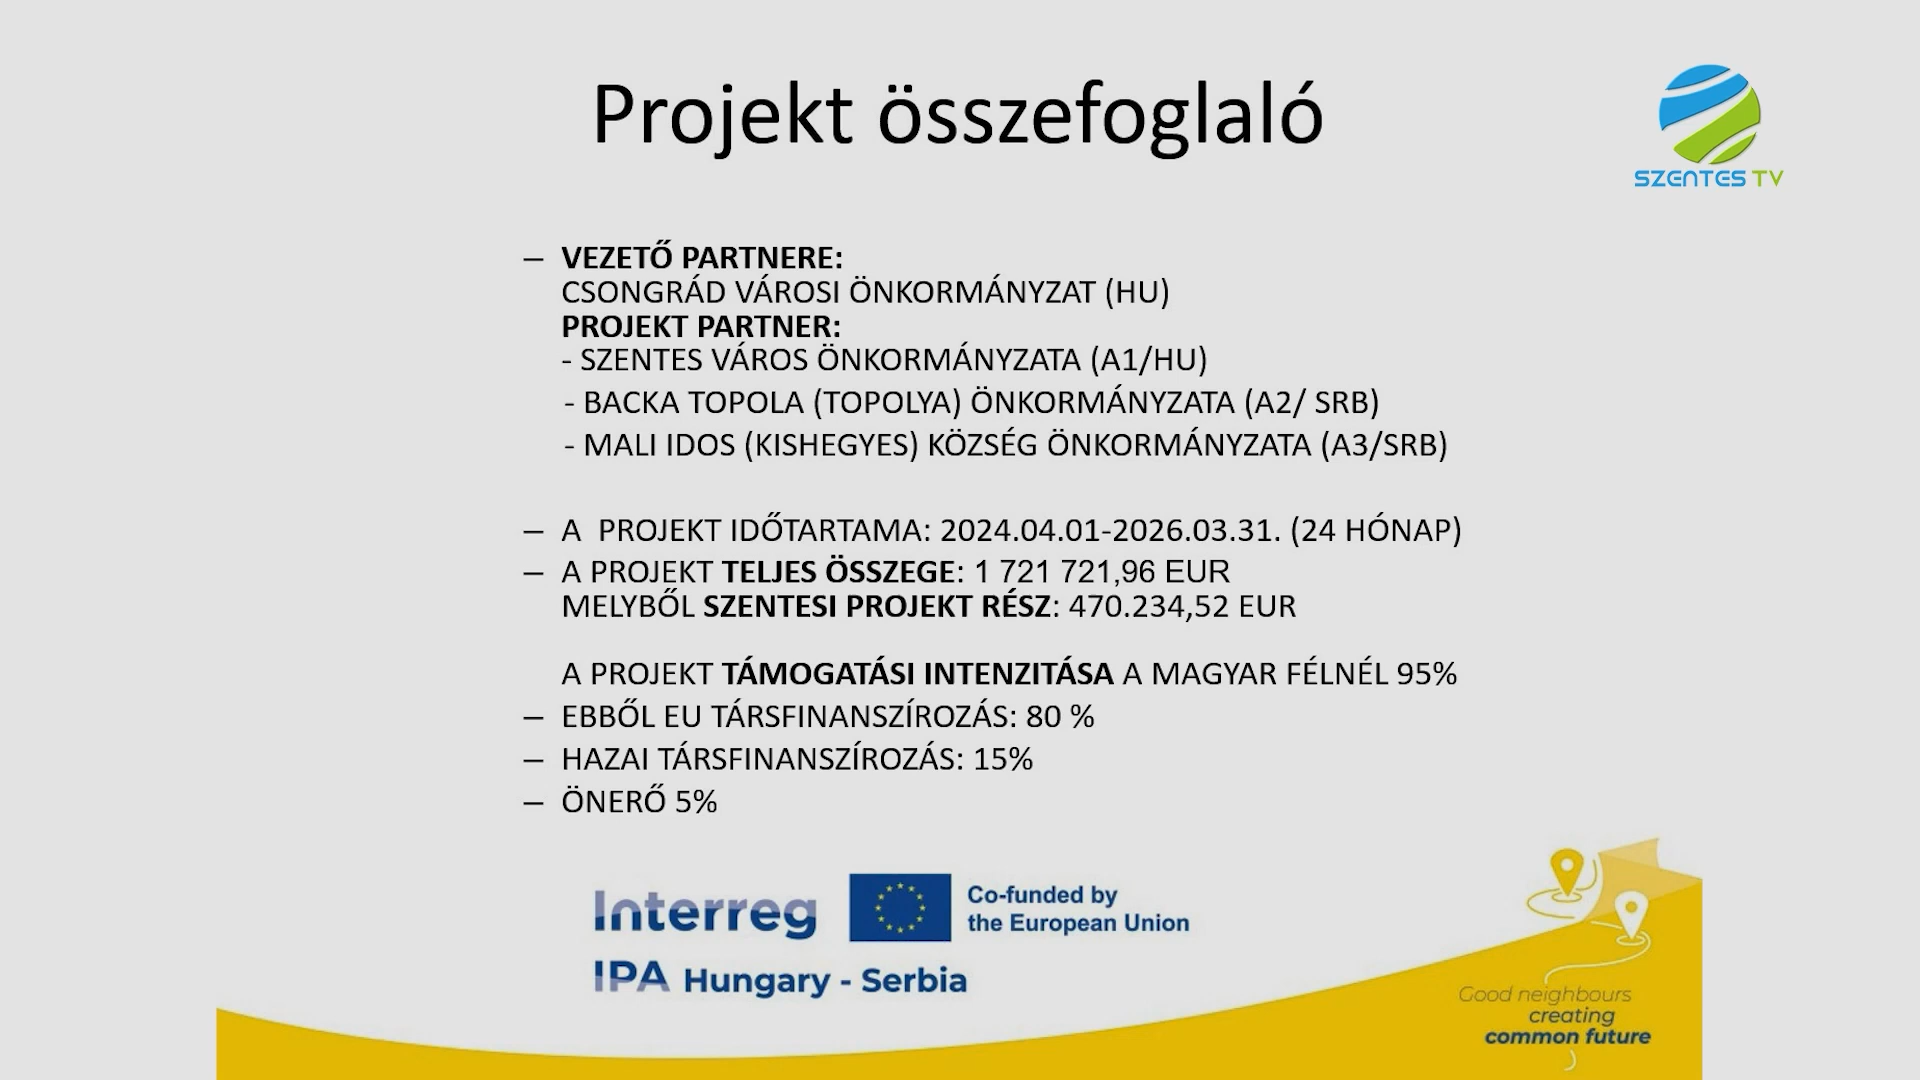 Projekt összefoglaló
SZENTES TV
– VEZETŐ PARTNERE:
CSONGRÁD VÁROSI ÖNKORMÁNYZAT (HU)
PROJEKT PARTNER:
- SZENTES VÁROS ÖNKORMÁNYZATA (A1/HU)
- BACKA TOPOLA (TOPOLYA) ÖNKORMÁNYZATA (A2/ SRB)
- MALI IDOS (KISHEGYES) KÖZSÉG ÖNKORMÁNYZATA (A3/SRB)
– A PROJEKT IDŐTARTAMA: 2024.04.01-2026.03.31. (24 HÓNAP)
– A PROJEKT TELJES ÖSSZEGE: 1 721 721,96 EUR
MELYBŐL SZENTESI PROJEKT RÉSZ: 470.234,52 EUR
A PROJEKT TÁMOGATÁSI INTENZITÁSA A MAGYAR FÉLNÉL 95%
– EBBŐL EU TÁRSFINANSZÍROZÁS: 80 %
– HAZAI TÁRSFINANSZÍROZÁS: 15%
– ÖNERŐ 5%
Interreg
Co-funded by
the European Union
IPA Hungary - Serbia
Good neighbours
creating
common future